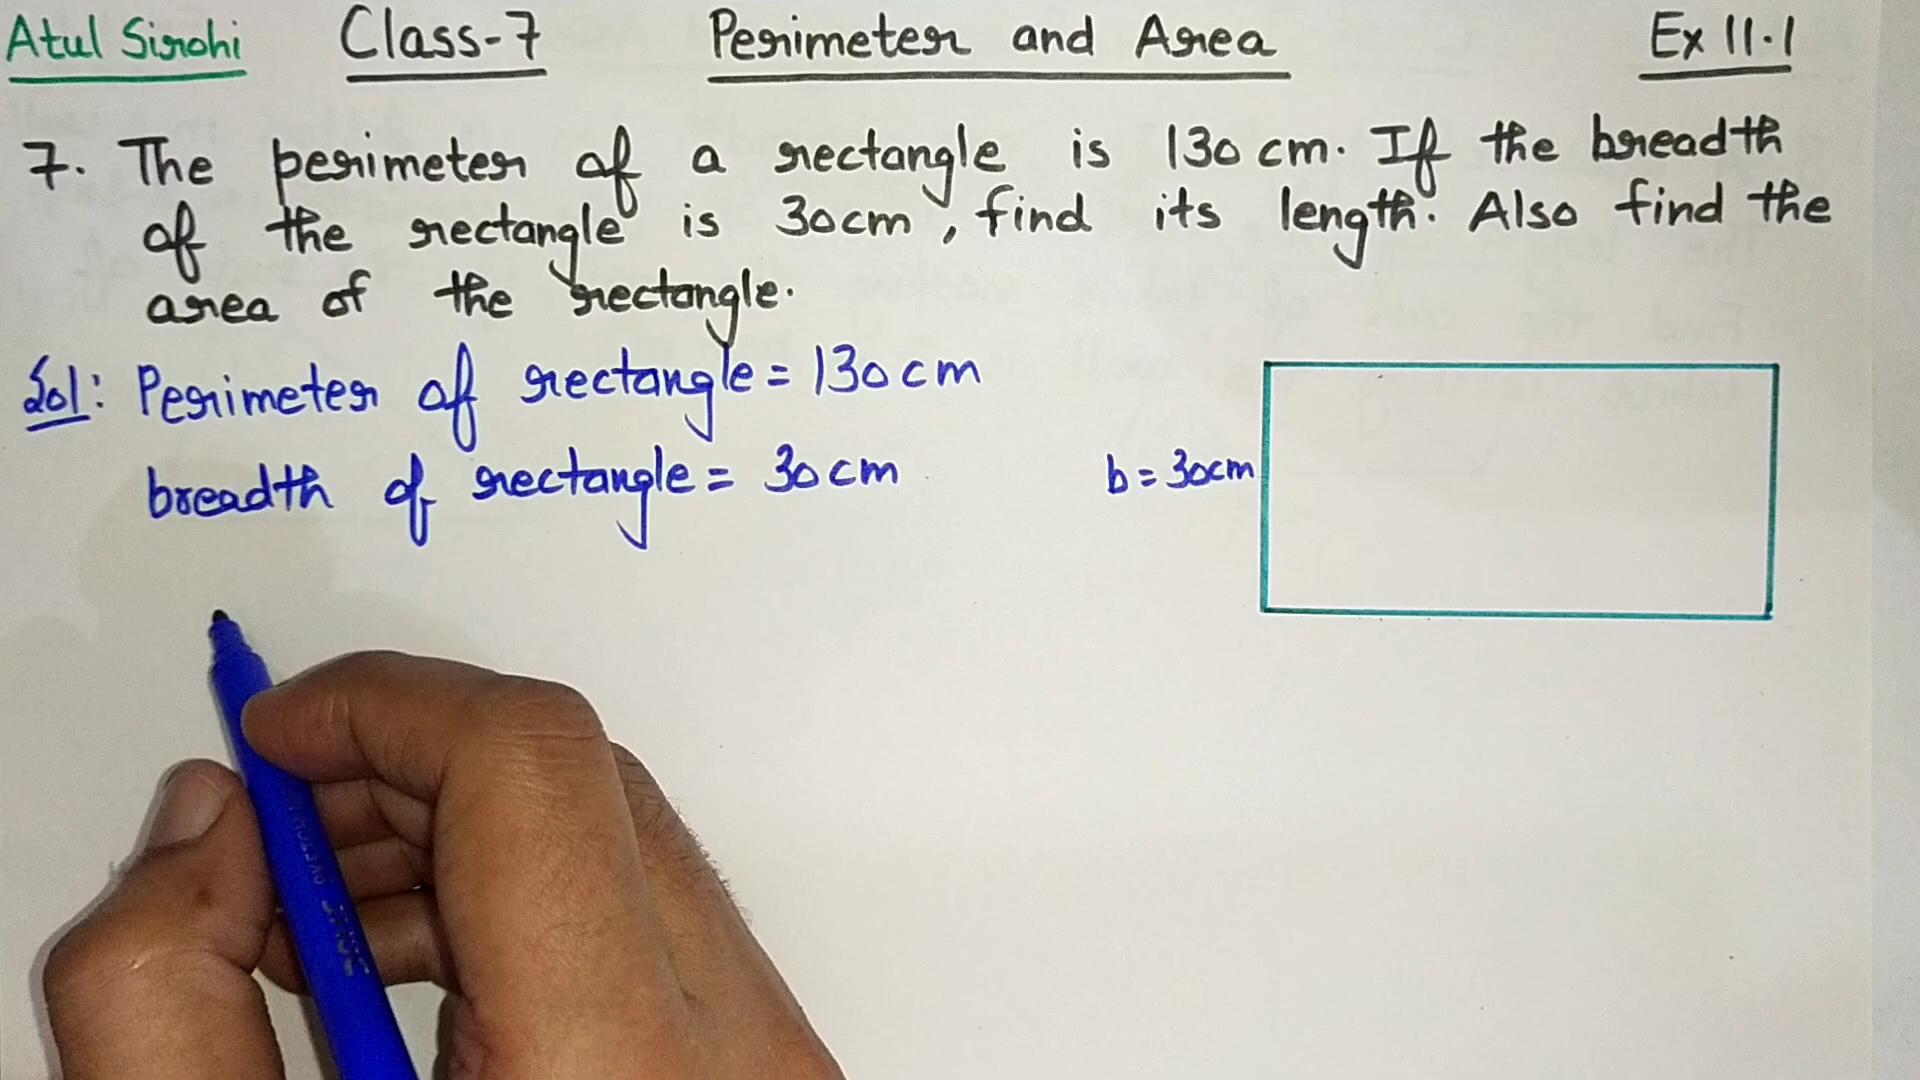 Atul Sirohi Class-7 Perimeter and Area Ex 11.1
7. The perimeter of a rectangle is 130 cm. If the breadth
of the rectangle is 30cm, find its length. Also find the
area of the rectangle.
Sol: Perimeter of rectangle = 130 cm
breadth of rectangle = 30 cm
b = 30cm